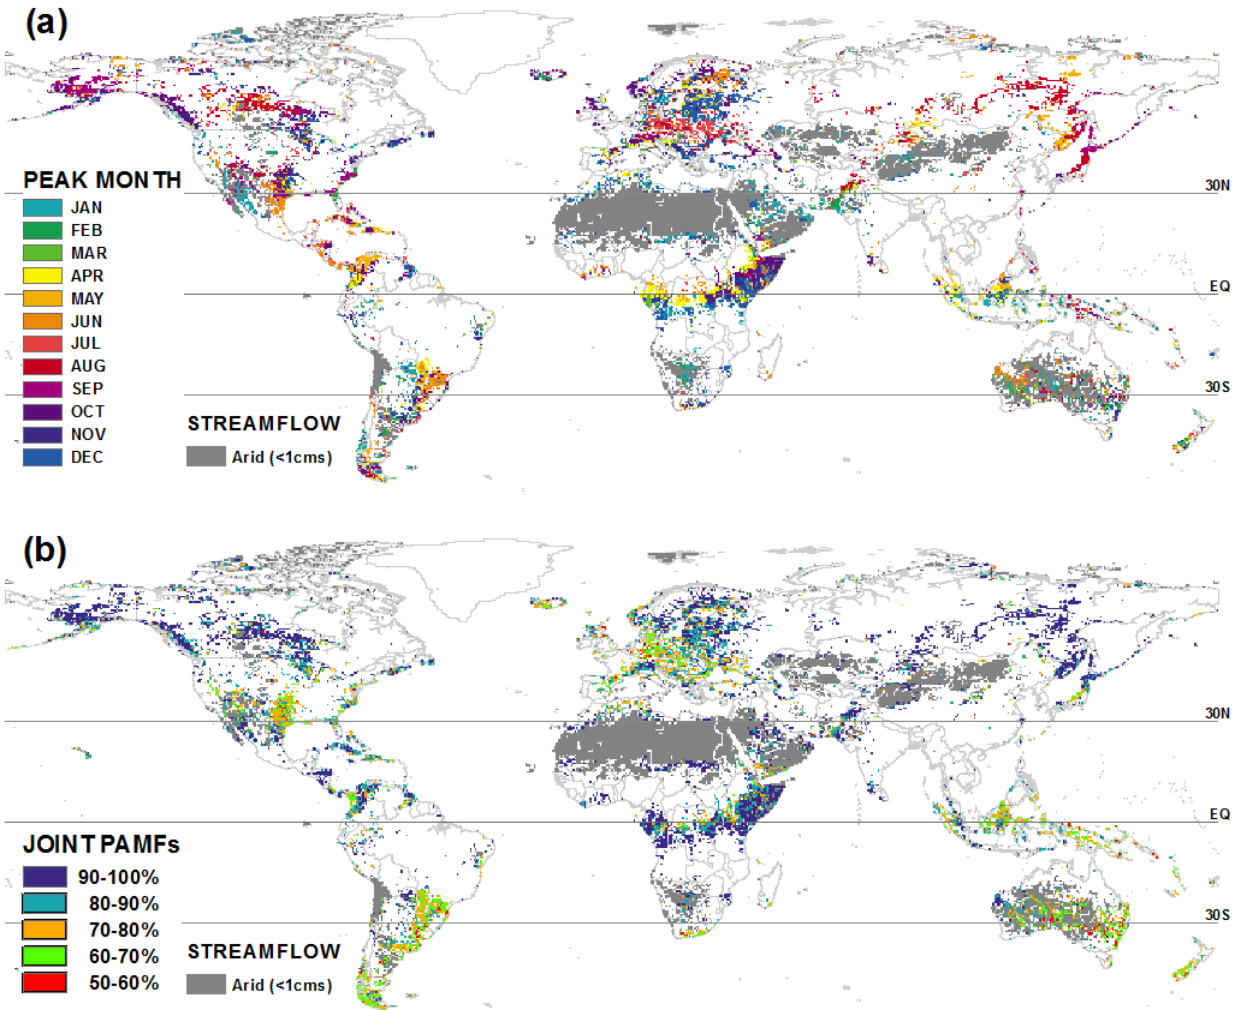 (a)
PEAK MONTH
JAN
FEB
MAR
APR
MAY
JUN
JUL
AUG
SEP
OCT
NOV
DEC
STREAMFLOW
Arid (<1cms)
30N
EQ
30S
(b)
JOINT PAMFs
90-100%
80-90%
70-80%
60-70%
50-60%
STREAMFLOW
Arid (<1cms)
30N
EQ
30S